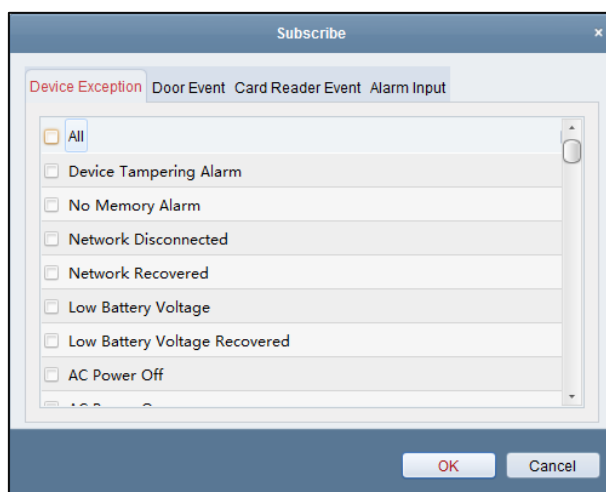 Subscribe
Device Exception Door Event Card Reader Event Alarm Input
All
Device Tampering Alarm
No Memory Alarm
Network Disconnected
Network Recovered
Low Battery Voltage
Low Battery Voltage Recovered
AC Power Off
OK Cancel